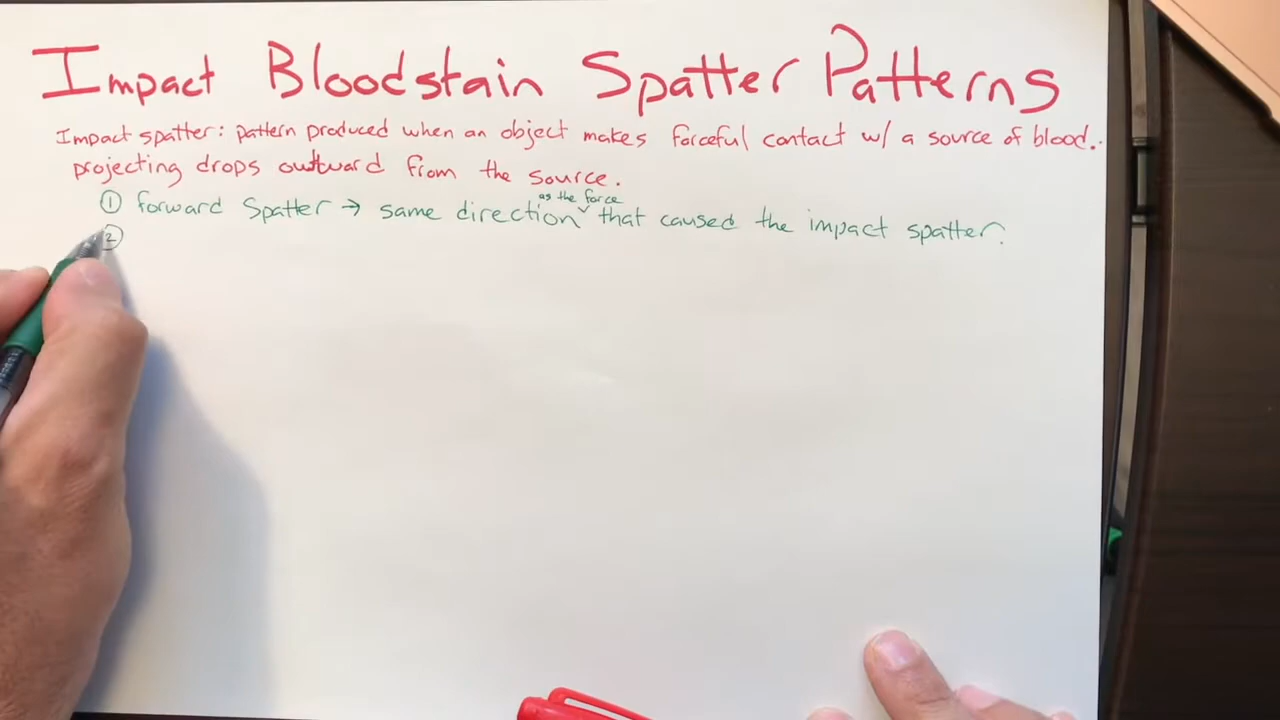 Impact Bloodstain Spatter Patterns
Impact spatter: pattern produced when an object makes forceful contact w/ a source of blood.
projecting drops outward from the source.
① forward Spatter → same direction as the force that caused the impact spatter.
②